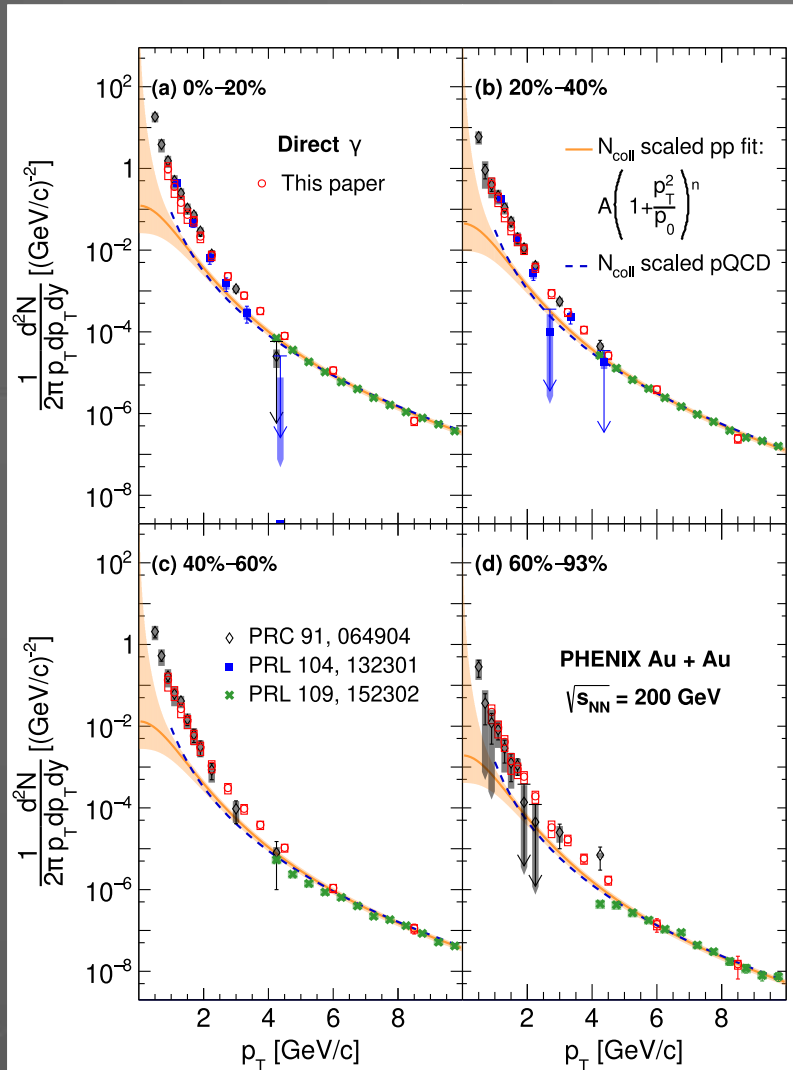 (a) 0%–20%
Direct γ
This paper
(b) 20%–40%
N_coll scaled pp fit:
A(1+p_T^2/p_0)^n
N_coll scaled pQCD
1/2π d^2N/p_T dp_T dy [(GeV/c)^-2]
10^2
1
10^-2
10^-4
10^-6
10^-8
(c) 40%–60%
PRC 91, 064904
PRL 104, 132301
PRL 109, 152302
(d) 60%–93%
PHENIX Au + Au
√s_NN = 200 GeV
1/2π d^2N/p_T dp_T dy [(GeV/c)^-2]
10^2
1
10^-2
10^-4
10^-6
10^-8
2 4 6 8
2 4 6 8
p_T [GeV/c]
p_T [GeV/c]